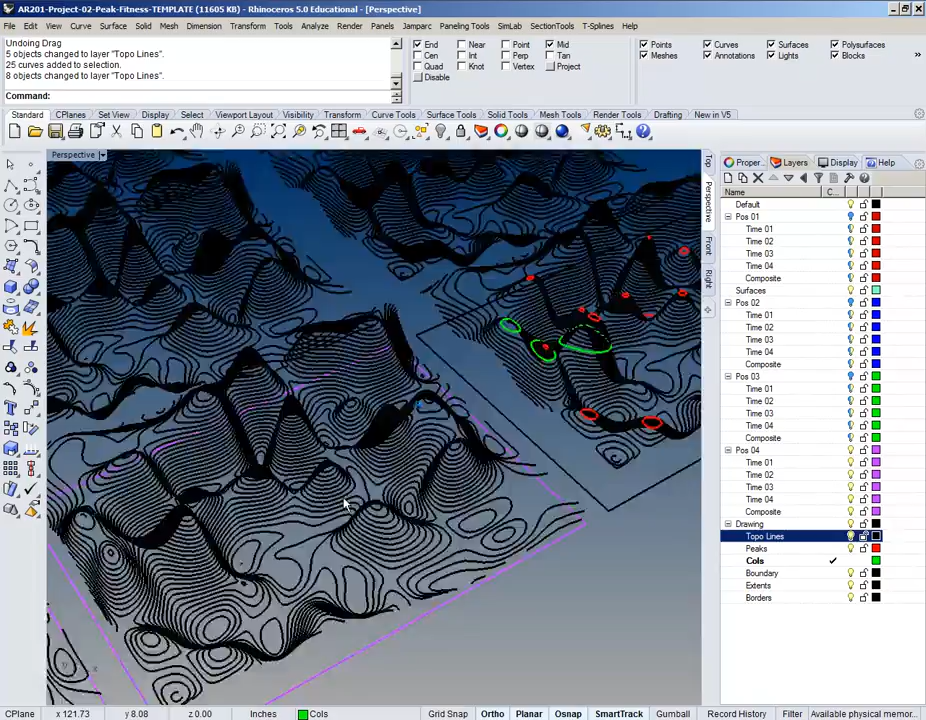 AR201-Project-02-Peak-Fitness-TEMPLATE (11605 KB) - Rhinoceros 5.0 Educational - [Perspective]
File Edit View Curve Surface Solid Mesh Dimension Transform Tools Analyze Render Panels Jamparc Paneling Tools SimLab SectionTools T-Splines Help
Undoing Drag
5 objects changed to layer "Topo Lines".
25 curves added to selection.
8 objects changed to layer "Topo Lines".
Command:
End Near Point Mid
Cen Int Perp Tan
Quad Knot Vertex Project
Disable
Points Curves Surfaces Polysurfaces
Meshes Annotations Lights Blocks
»
Standard CPlanes Set View Display Select Viewport Layout Visibility Transform Curve Tools Surface Tools Solid Tools Mesh Tools Render Tools Drafting New in V5
Perspective
Top
Perspective
Front
Right
Proper... Layers Display Help
Name C...
Default
Pos 01
Time 01
Time 02
Time 03
Time 04
Composite
Surfaces
Pos 02
Time 01
Time 02
Time 03
Time 04
Composite
Pos 03
Time 01
Time 02
Time 03
Time 04
Composite
Pos 04
Time 01
Time 02
Time 03
Time 04
Composite
Drawing
Topo Lines
Peaks
Cols
Boundary
Extents
Borders
y x
CPlane x 121.73 y 8.08 z 0.00 Inches Cols Grid Snap Ortho Planar Osnap SmartTrack Gumball Record History Filter Available physical memor...